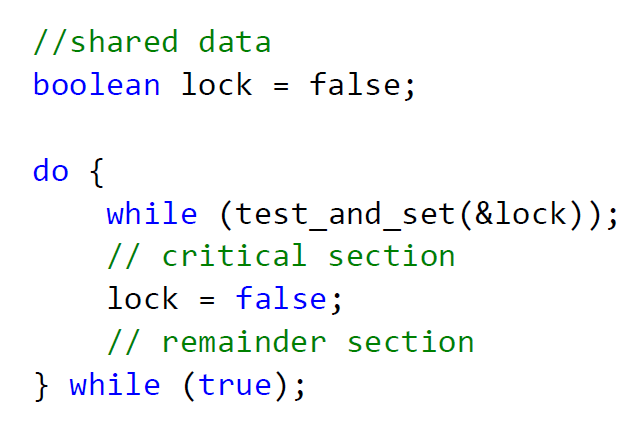 //shared data
boolean lock = false;

do {
    while (test_and_set(&lock));
    // critical section
    lock = false;
    // remainder section
} while (true);